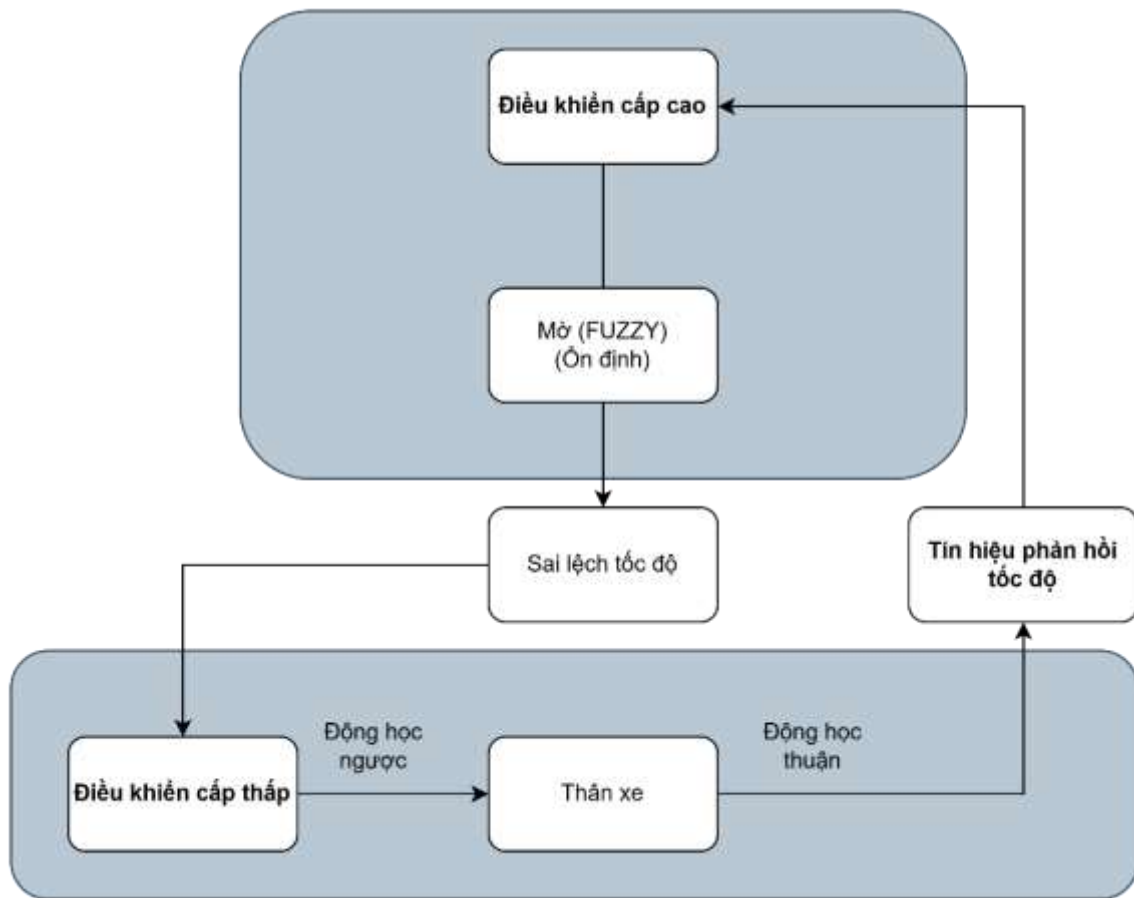 Điều khiển cấp cao
Mờ (FUZZY)
(Ổn định)
Sai lệch tốc độ
Tín hiệu phản hồi
tốc độ
Động học
ngược
Động học
thuận
Điều khiển cấp thấp
Thân xe